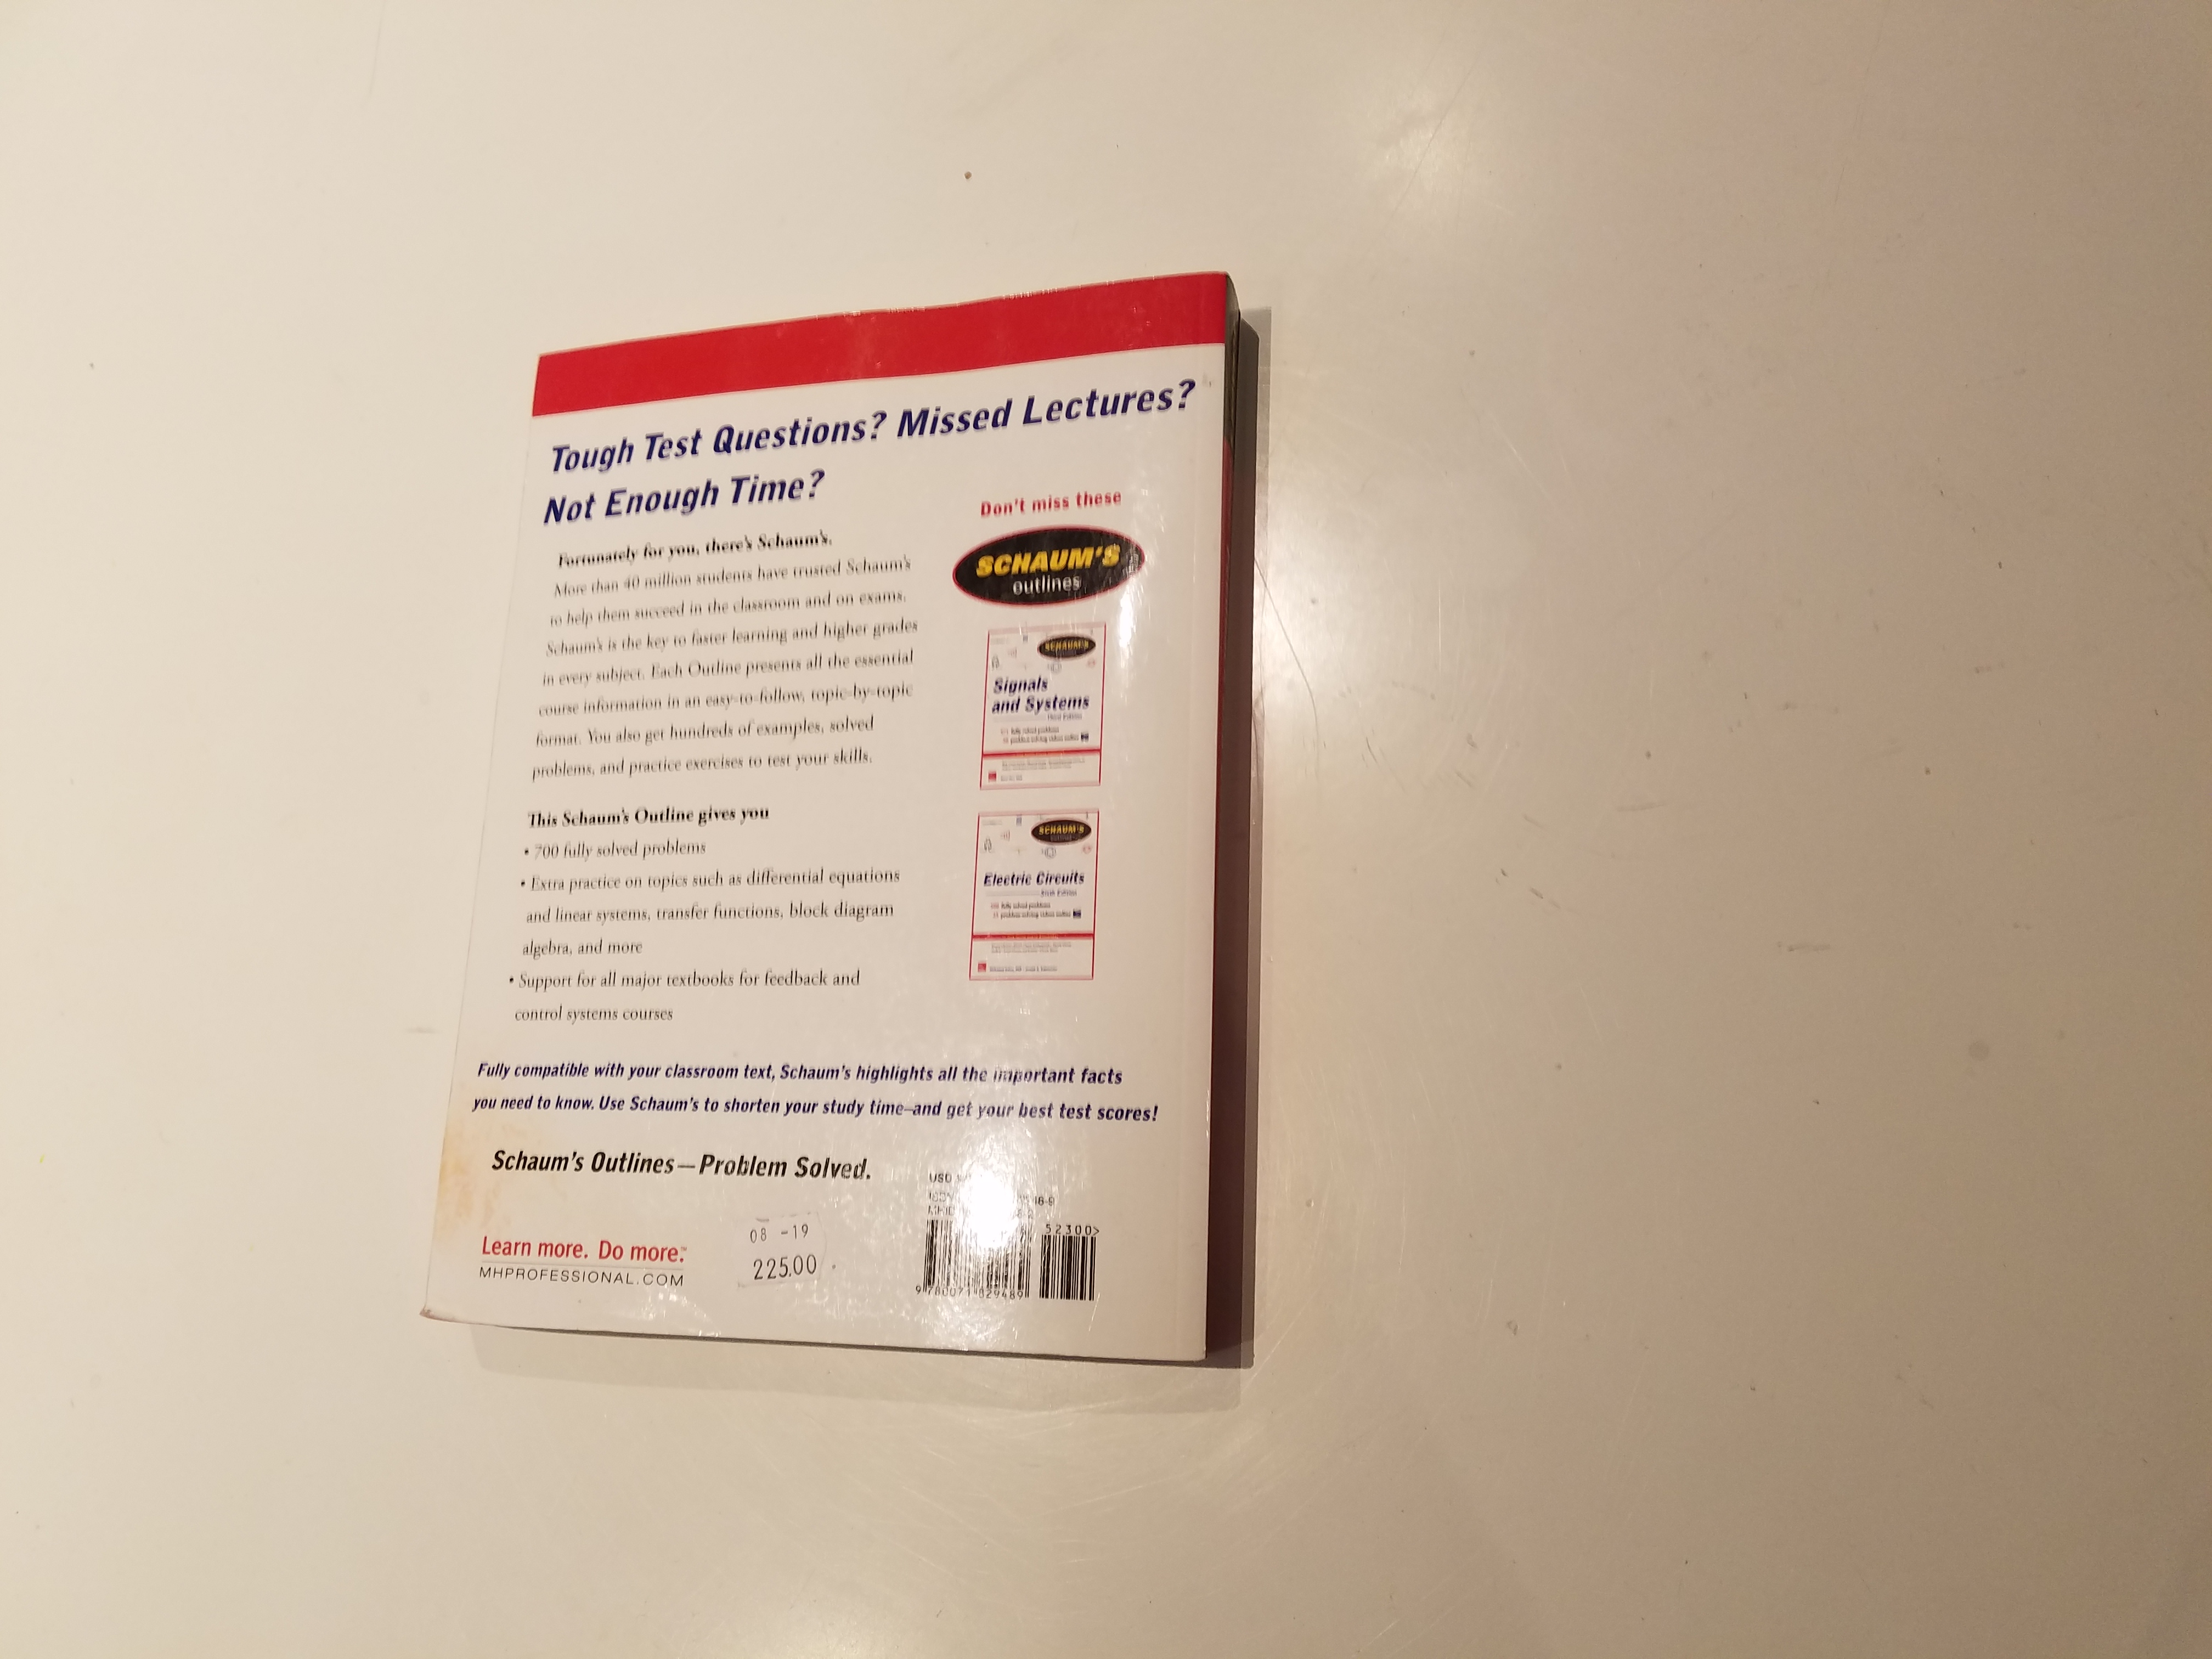 Tough Test Questions? Missed Lectures?
Not Enough Time?
Fortunately for you, there's Schaum's.
More than 40 million students have trusted Schaum's
to help them succeed in the classroom and on exams.
Schaum's is the key to faster learning and higher grades
in every subject. Each Outline presents all the essential
course information in an easy-to-follow, topic-by-topic
format. You also get hundreds of examples, solved
problems, and practice exercises to test your skills.
This Schaum's Outline gives you
• 700 fully solved problems
• Extra practice on topics such as differential equations
and linear systems, transfer functions, block diagram
algebra, and more
• Support for all major textbooks for feedback and
control systems courses
Don't miss these
SCHAUM'S
outlines
SCHAUM'S
Signals
and Systems
Third Edition
SCHAUM'S
Electric Circuits
Sixth Edition
Fully compatible with your classroom text, Schaum's highlights all the important facts
you need to know. Use Schaum's to shorten your study time—and get your best test scores!
Schaum's Outlines—Problem Solved.
Learn more. Do more.™
MHPROFESSIONAL.COM
08 -19
225.00
USD
52300>
9 780071 829489